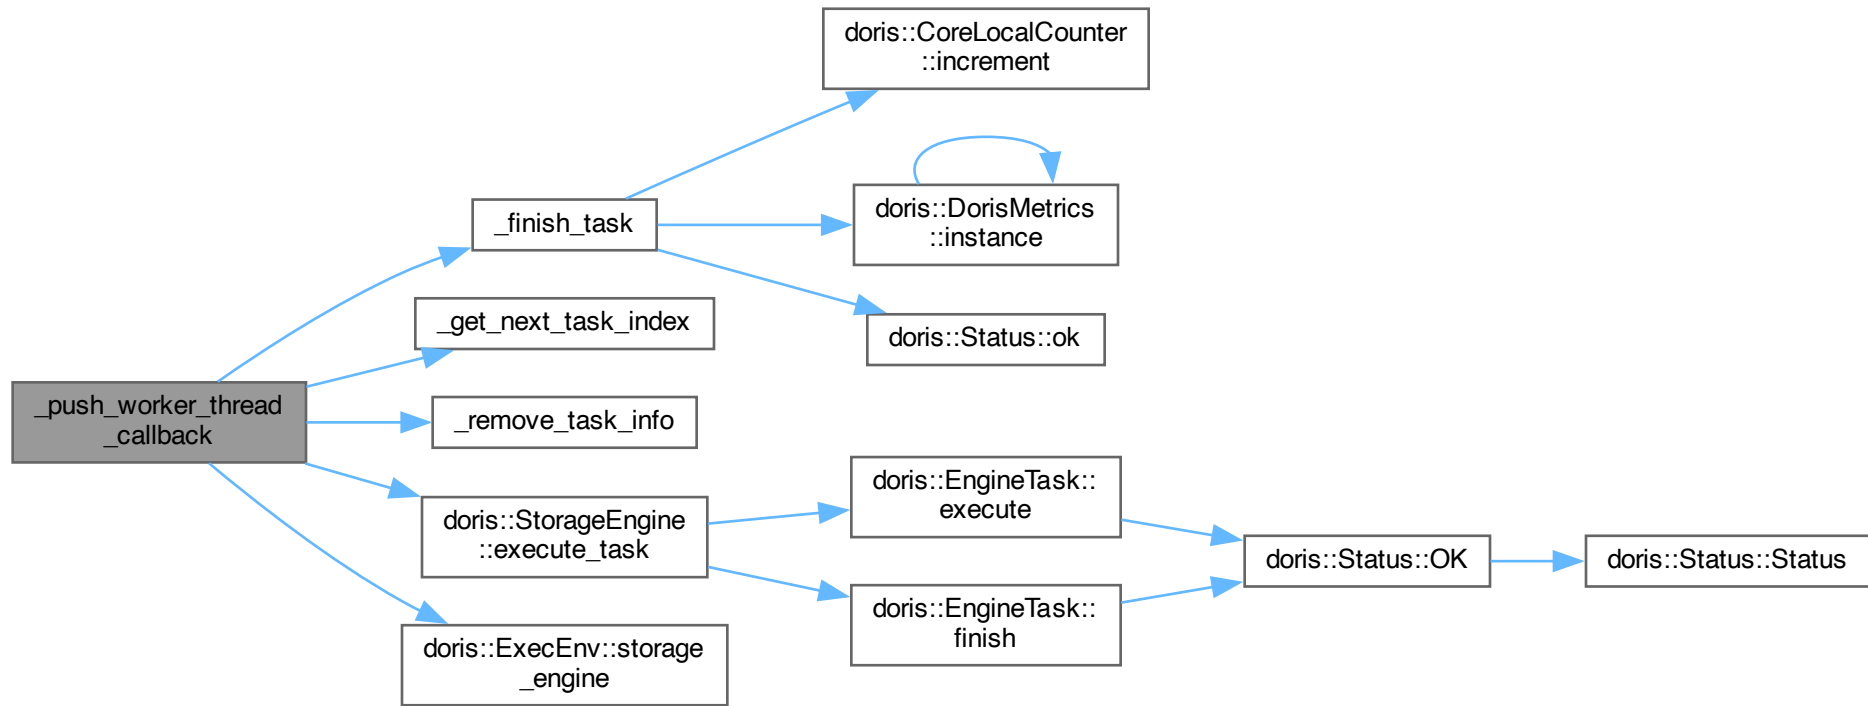 _push_worker_thread
_callback
_finish_task
doris::CoreLocalCounter
::increment
doris::DorisMetrics
::instance
doris::Status::ok
_get_next_task_index
_remove_task_info
doris::StorageEngine
::execute_task
doris::EngineTask::
execute
doris::EngineTask::
finish
doris::Status::OK
doris::Status::Status
doris::ExecEnv::storage
_engine